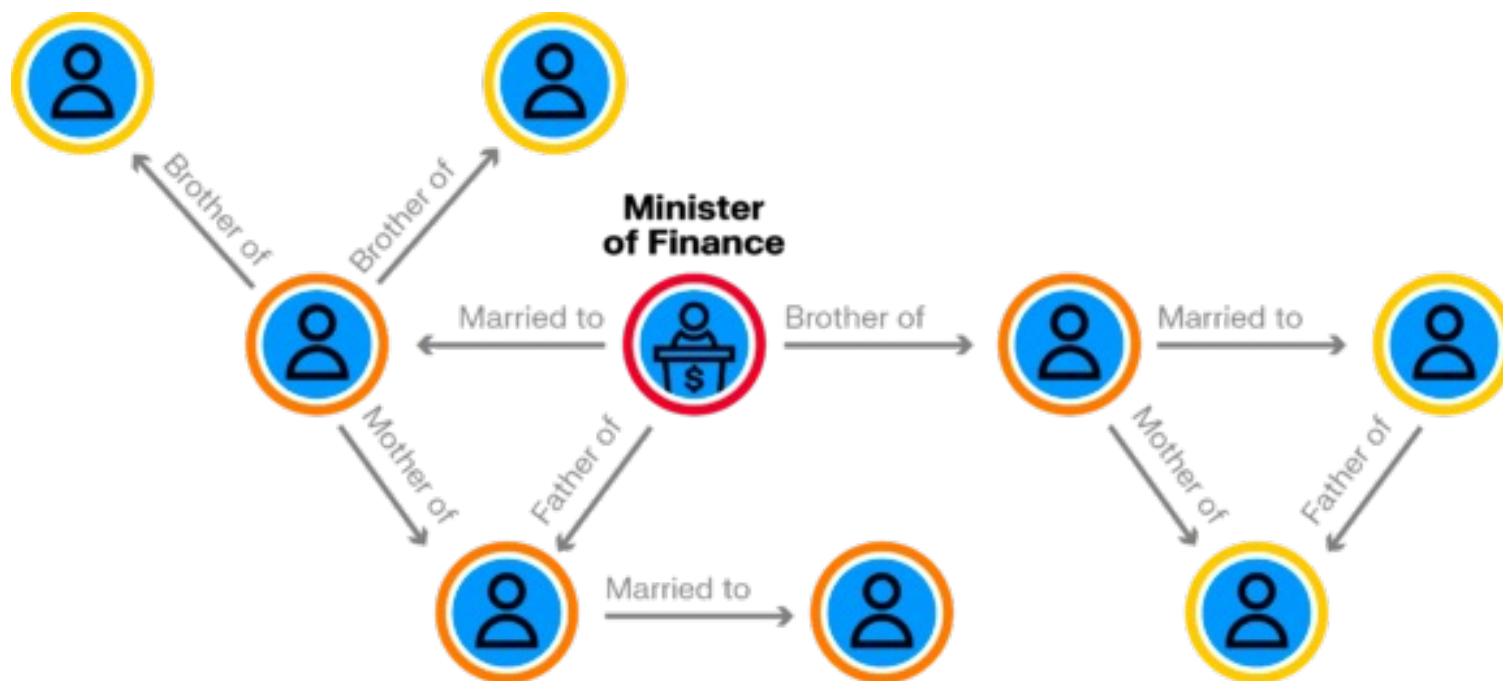 Brother of
Brother of
Minister
of Finance
Married to
Brother of
Married to
$
Mother of
Father of
Mother of
Father of
Married to